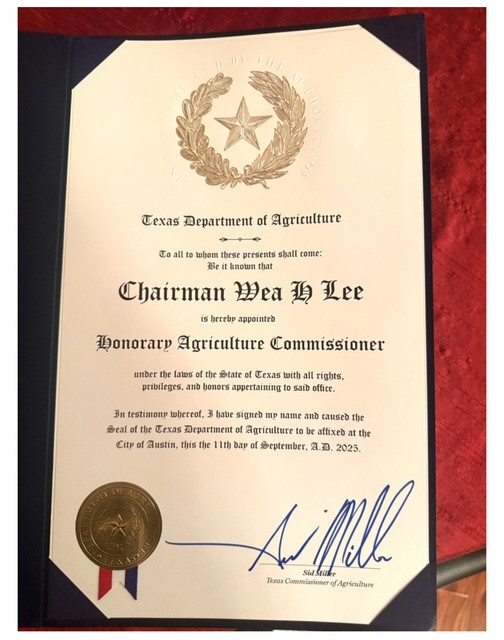 Texas Department of Agriculture
To all to whom these presents shall come:
Be it known that
Chairman Wea H Lee
is hereby appointed
Honorary Agriculture Commissioner
under the laws of the State of Texas with all rights,
privileges, and honors appertaining to said office.
In testimony whereof, I have signed my name and caused the
Seal of the Texas Department of Agriculture to be affixed at the
City of Austin, this the 11th day of September, A.D. 2025.
Sid Miller
Sid Miller
Texas Commissioner of Agriculture